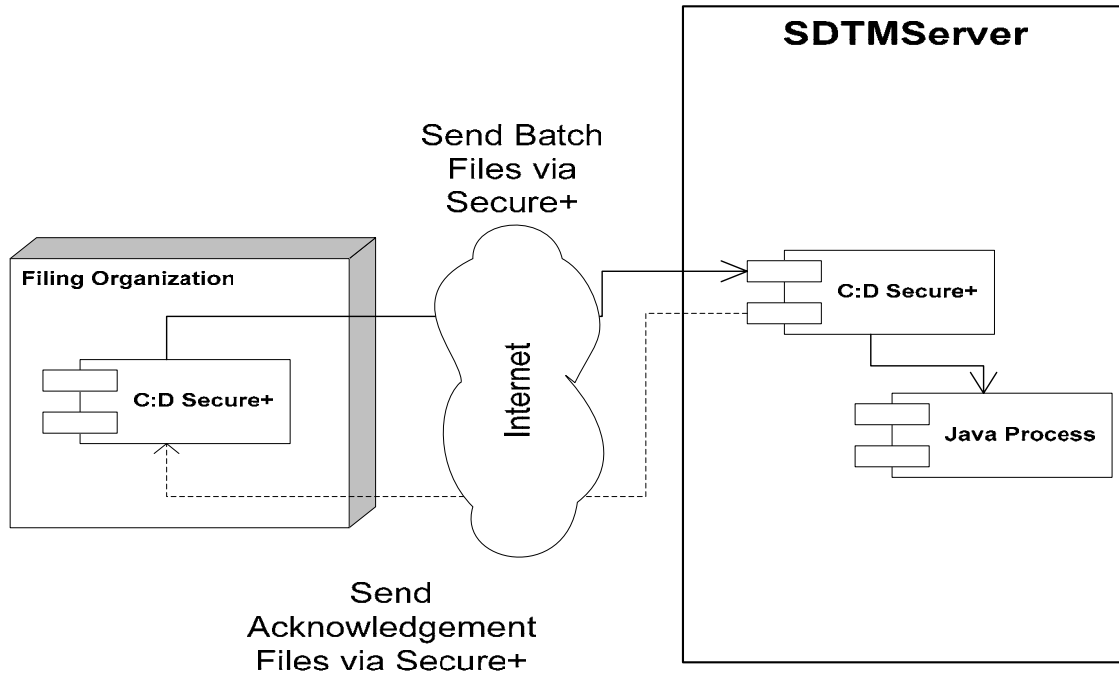 SDTMServer
Send Batch
Files via
Secure+
Filing Organization
C:D Secure+
Internet
C:D Secure+
Java Process
Send
Acknowledgement
Files via Secure+